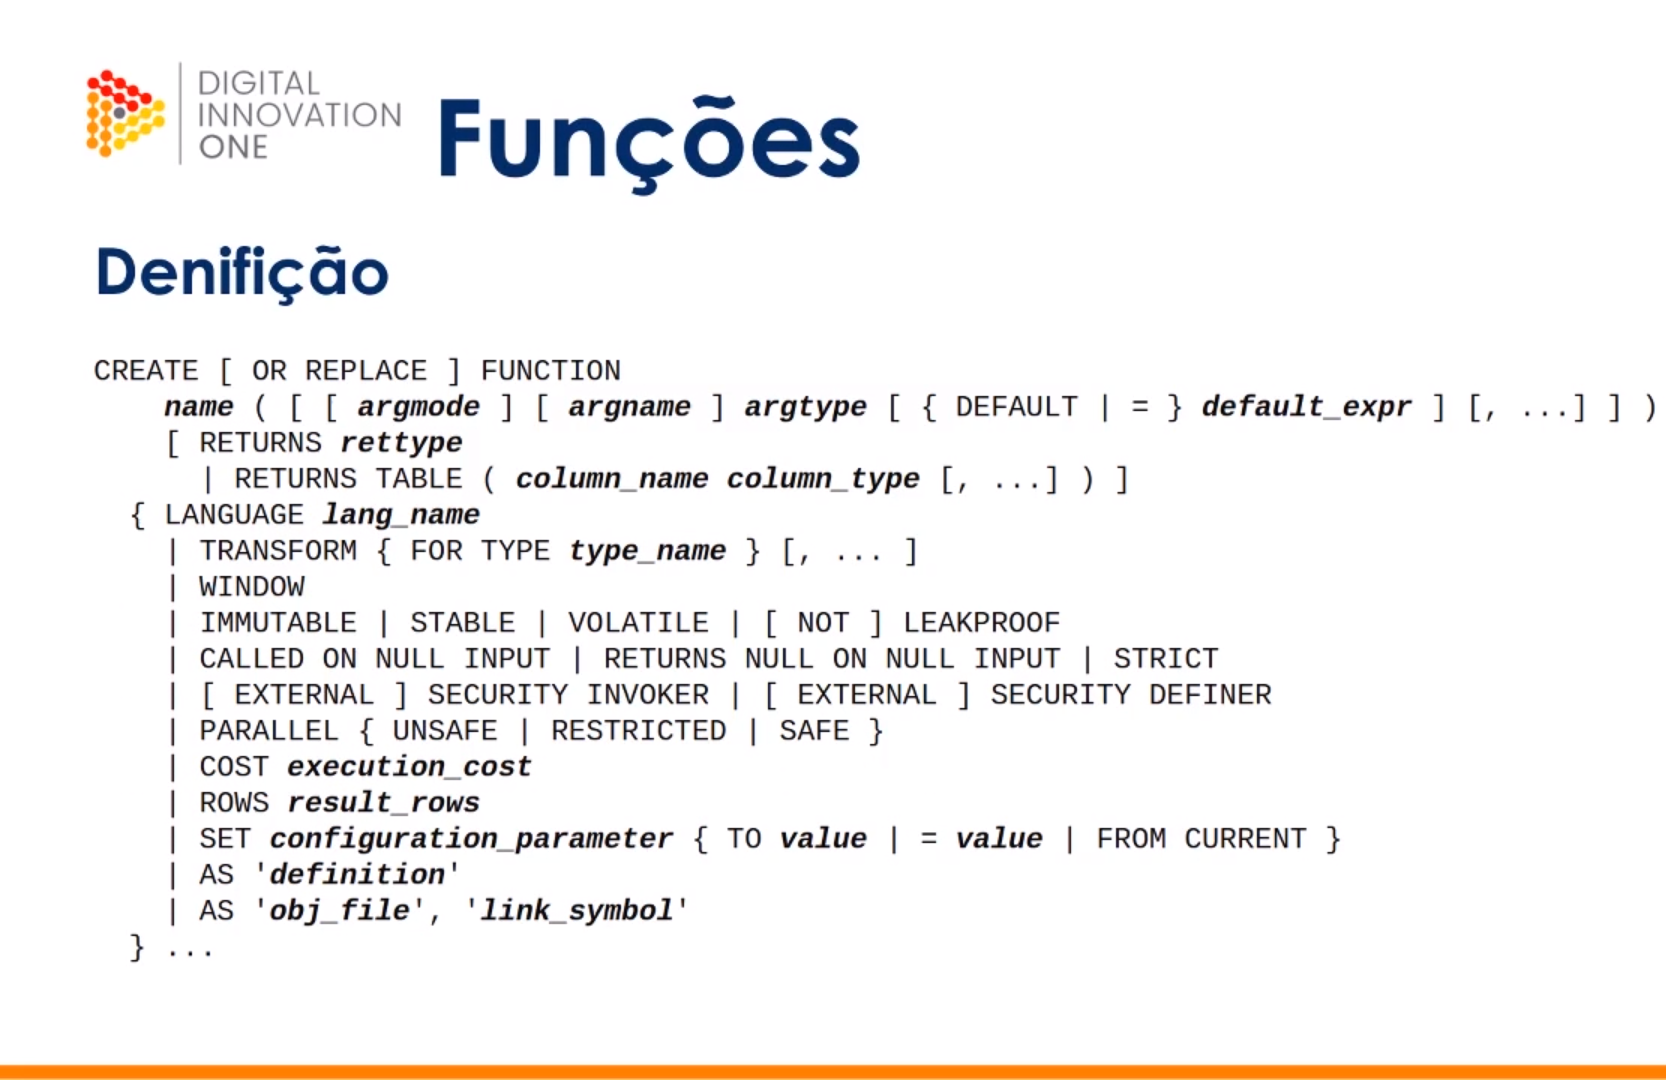 DIGITAL
INNOVATION
ONE
Funções
Denifição
CREATE [ OR REPLACE ] FUNCTION
    name ( [ [ argmode ] [ argname ] argtype [ { DEFAULT | = } default_expr ] [, ...] ] )
    [ RETURNS rettype
      | RETURNS TABLE ( column_name column_type [, ...] ) ]
  { LANGUAGE lang_name
    | TRANSFORM { FOR TYPE type_name } [, ... ]
    | WINDOW
    | IMMUTABLE | STABLE | VOLATILE | [ NOT ] LEAKPROOF
    | CALLED ON NULL INPUT | RETURNS NULL ON NULL INPUT | STRICT
    | [ EXTERNAL ] SECURITY INVOKER | [ EXTERNAL ] SECURITY DEFINER
    | PARALLEL { UNSAFE | RESTRICTED | SAFE }
    | COST execution_cost
    | ROWS result_rows
    | SET configuration_parameter { TO value | = value | FROM CURRENT }
    | AS 'definition'
    | AS 'obj_file', 'link_symbol'
  } ...